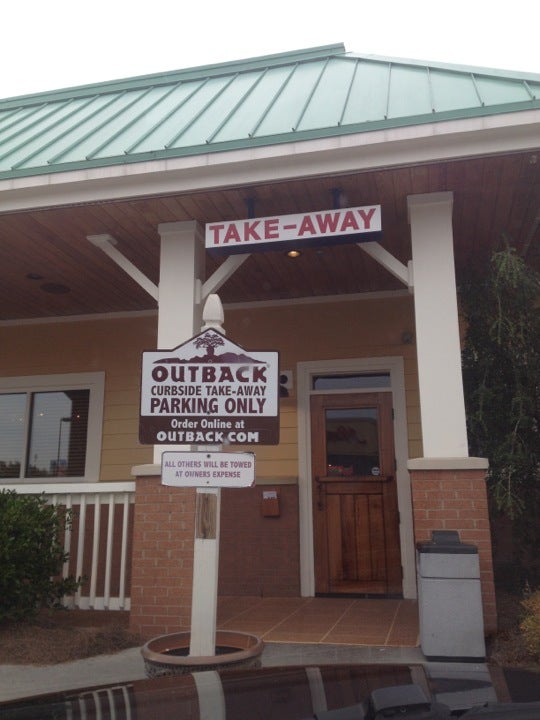 TAKE-AWAY
OUTBACK
CURBSIDE TAKE-AWAY
PARKING ONLY
Order Online at
OUTBACK.COM
ALL OTHERS WILL BE TOWED
AT OWNERS EXPENSE